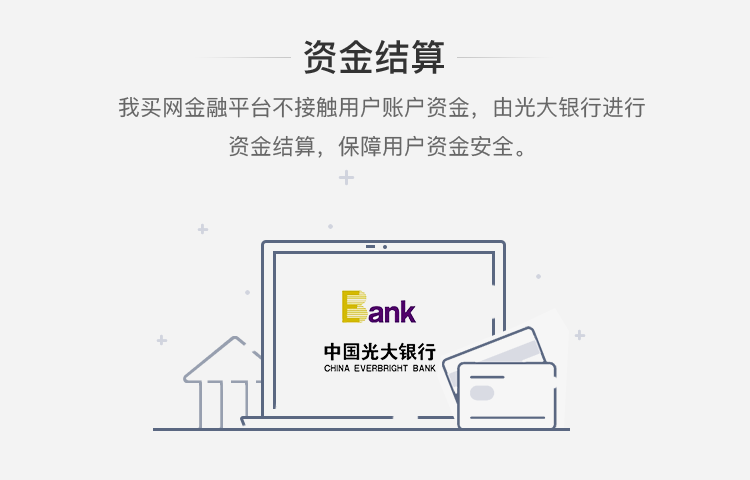 资金结算
我买网金融平台不接触用户账户资金，由光大银行进行
资金结算，保障用户资金安全。
Bank
中国光大银行
CHINA EVERBRIGHT BANK